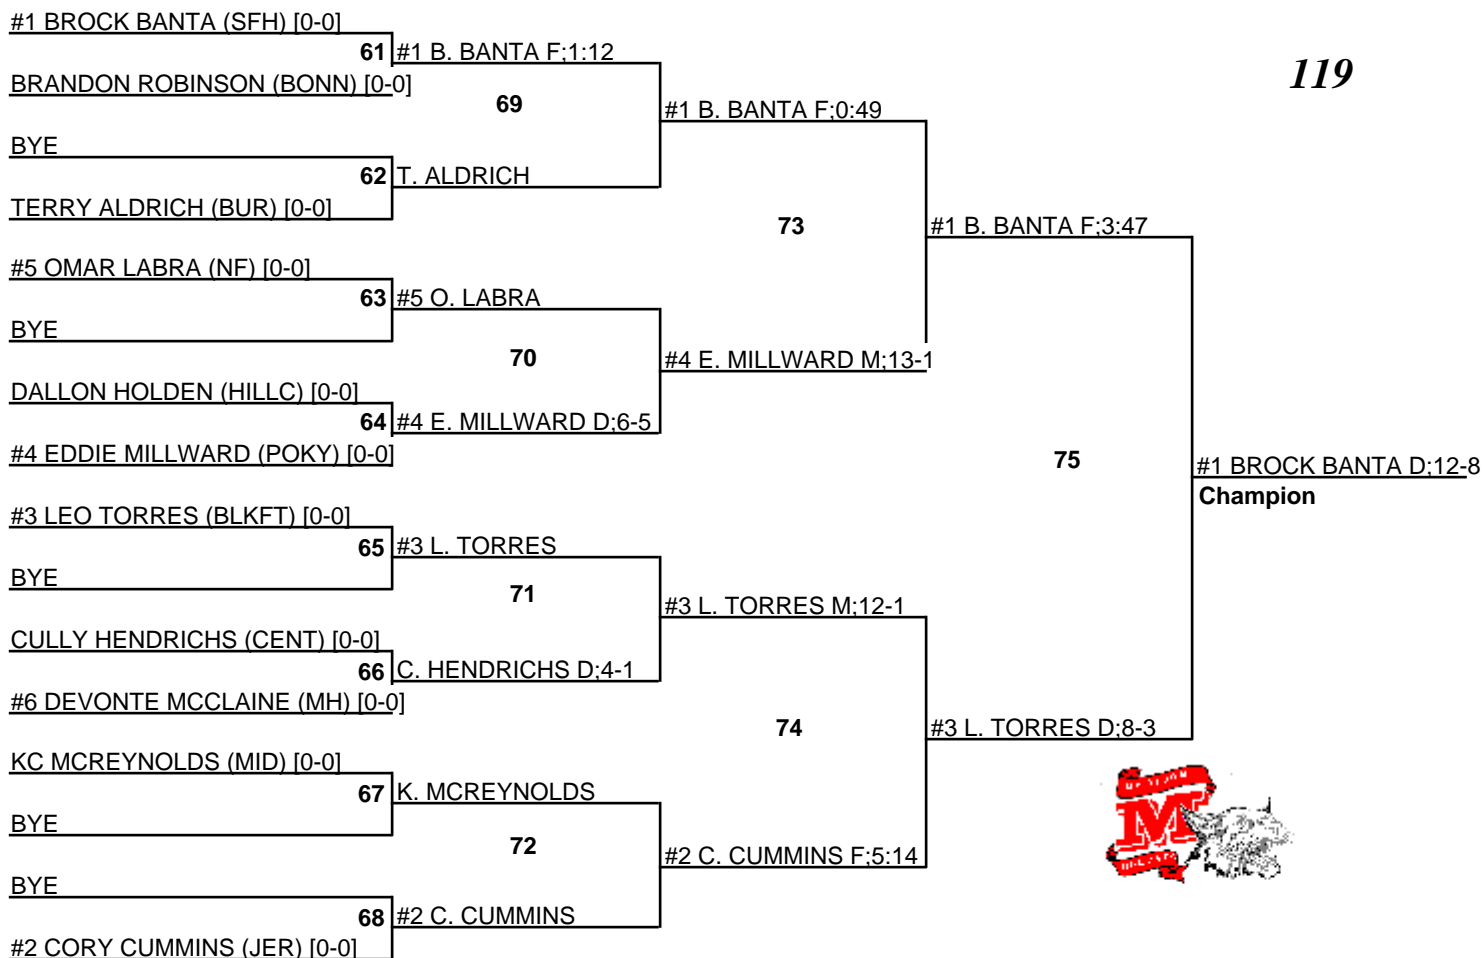 #1 BROCK BANTA (SFH) [0-0]
61 #1 B. BANTA F;1:12
119
BRANDON ROBINSON (BONN) [0-0]
69
#1 B. BANTA F;0:49
BYE
62 T. ALDRICH
TERRY ALDRICH (BUR) [0-0]
73
#1 B. BANTA F;3:47
#5 OMAR LABRA (NF) [0-0]
63 #5 O. LABRA
BYE
70
#4 E. MILLWARD M;13-1
DALLON HOLDEN (HILLC) [0-0]
64 #4 E. MILLWARD D;6-5
#4 EDDIE MILLWARD (POKY) [0-0]
75
#1 BROCK BANTA D;12-8
Champion
#3 LEO TORRES (BLKFT) [0-0]
65 #3 L. TORRES
BYE
71
#3 L. TORRES M;12-1
CULLY HENDRICHS (CENT) [0-0]
66 C. HENDRICHS D;4-1
#6 DEVONTE MCCLAINE (MH) [0-0]
74
#3 L. TORRES D;8-3
KC MCREYNOLDS (MID) [0-0]
67 K. MCREYNOLDS
BYE
72
#2 C. CUMMINS F;5:14
BYE
68 #2 C. CUMMINS
#2 CORY CUMMINS (JER) [0-0]
M